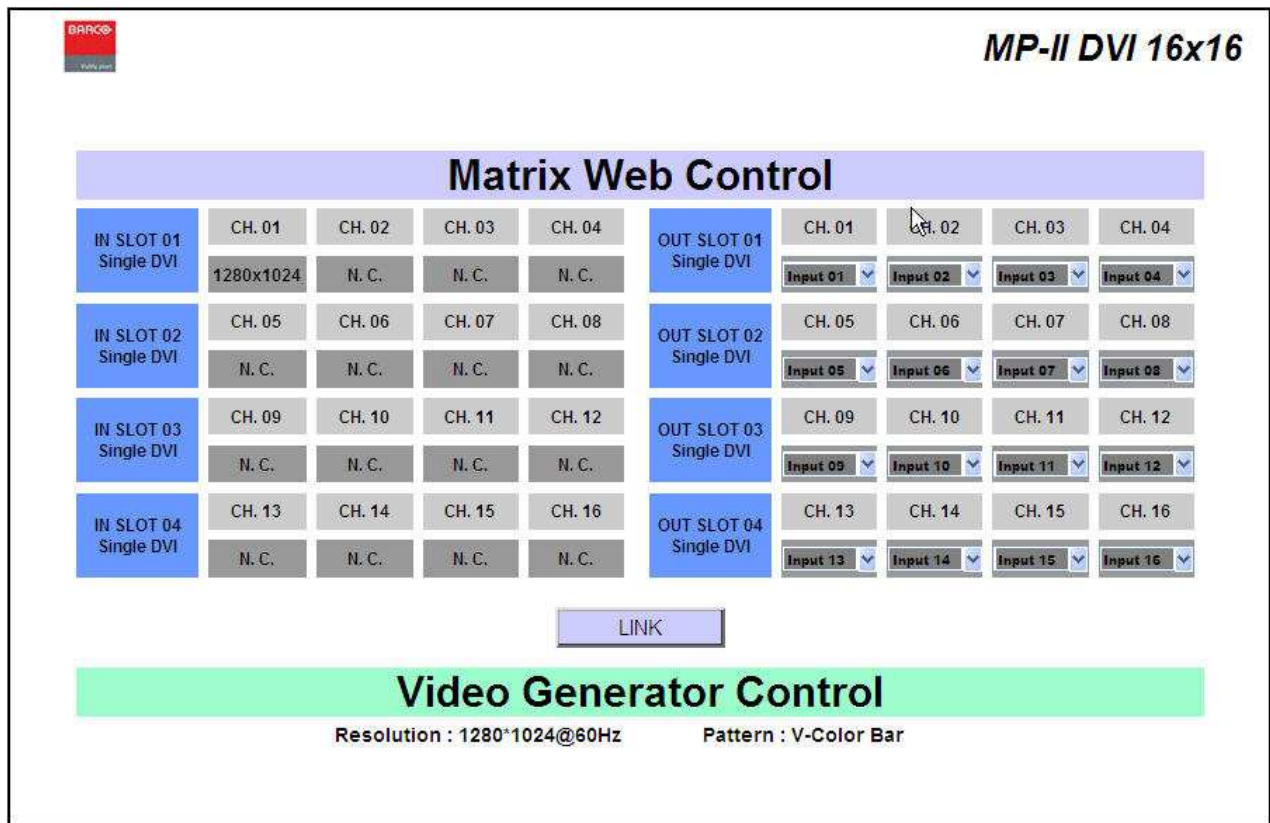 BARCO
MP-II DVI 16x16
Matrix Web Control
IN SLOT 01 Single DVI
CH. 01 CH. 02 CH. 03 CH. 04
1280x1024 N. C. N. C. N. C.
OUT SLOT 01 Single DVI
CH. 01 CH. 02 CH. 03 CH. 04
Input 01 Input 02 Input 03 Input 04
IN SLOT 02 Single DVI
CH. 05 CH. 06 CH. 07 CH. 08
N. C. N. C. N. C. N. C.
OUT SLOT 02 Single DVI
CH. 05 CH. 06 CH. 07 CH. 08
Input 05 Input 06 Input 07 Input 08
IN SLOT 03 Single DVI
CH. 09 CH. 10 CH. 11 CH. 12
N. C. N. C. N. C. N. C.
OUT SLOT 03 Single DVI
CH. 09 CH. 10 CH. 11 CH. 12
Input 09 Input 10 Input 11 Input 12
IN SLOT 04 Single DVI
CH. 13 CH. 14 CH. 15 CH. 16
N. C. N. C. N. C. N. C.
OUT SLOT 04 Single DVI
CH. 13 CH. 14 CH. 15 CH. 16
Input 13 Input 14 Input 15 Input 16
LINK
Video Generator Control
Resolution : 1280*1024@60Hz Pattern : V-Color Bar